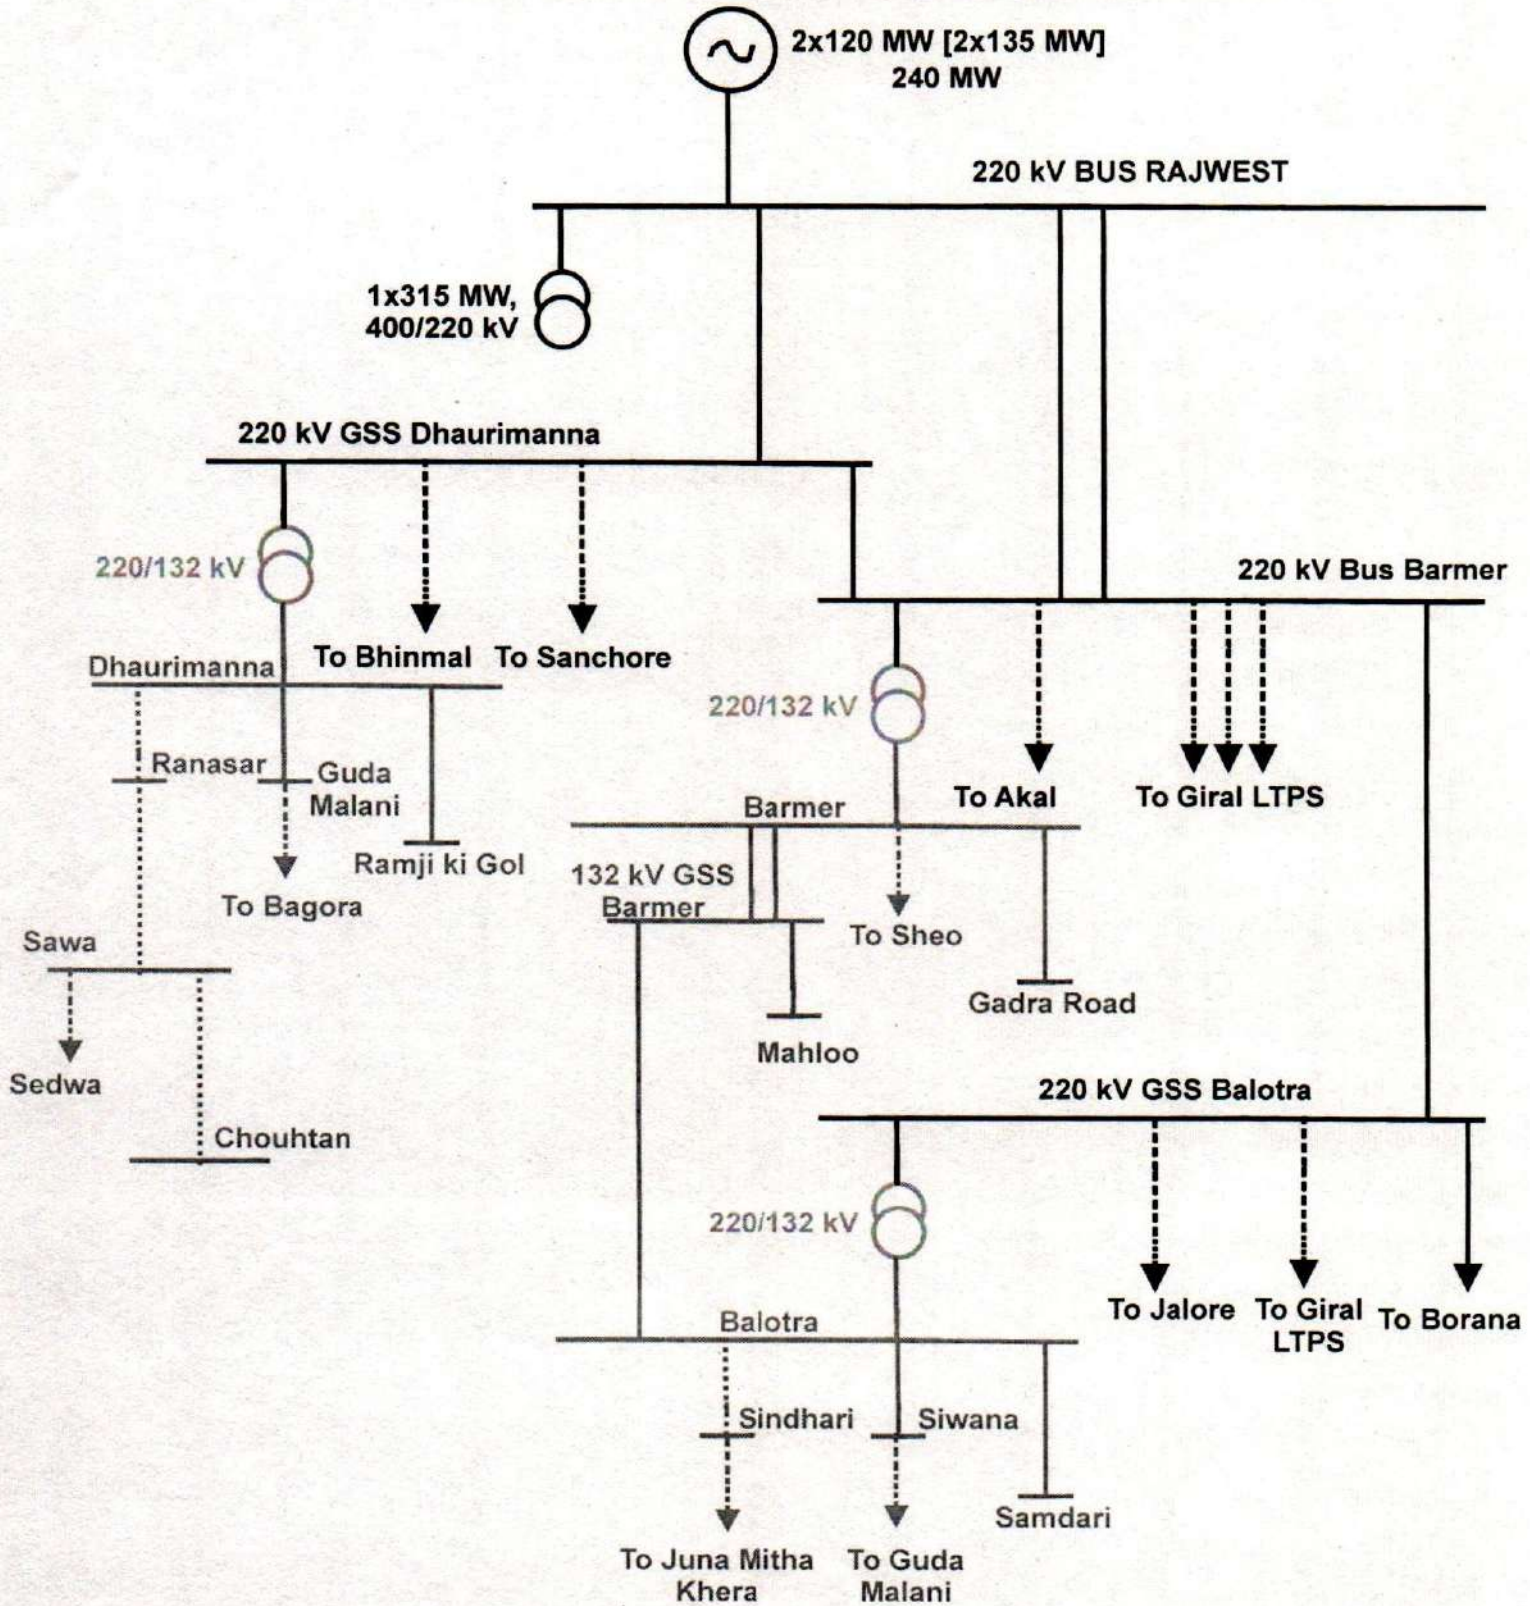 2x120 MW [2x135 MW]
240 MW
220 kV BUS RAJWEST
1x315 MW,
400/220 kV
220 kV GSS Dhaurimanna
220/132 kV
220 kV Bus Barmer
To Bhinmal
To Sanchore
Dhaurimanna
220/132 kV
Ranasar
Guda
Malani
To Akal
To Giral LTPS
Barmer
Ramji ki Gol
132 kV GSS
Barmer
To Bagora
Sawa
To Sheo
Gadra Road
Mahloo
Sedwa
220 kV GSS Balotra
Chouhtan
220/132 kV
To Jalore
To Giral
LTPS
To Borana
Balotra
Sindhari
Siwana
Samdari
To Juna Mitha
Khera
To Guda
Malani